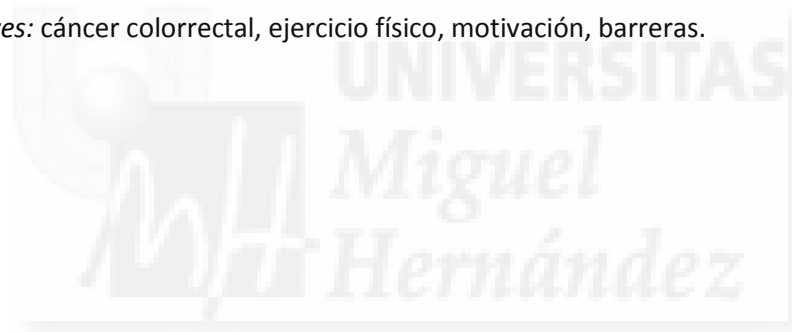 es: cáncer colorrectal, ejercicio físico, motivación, barreras.
UNIVERSITAS
Miguel
Hernández